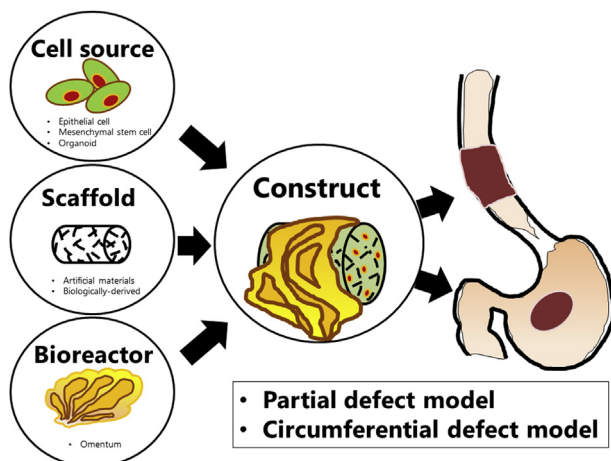 Cell source
• Epithelial cell
• Mesenchymal stem cell
• Organoid
Scaffold
• Artificial materials
• Biologically-derived
Bioreactor
• Omentum
Construct
• Partial defect model
• Circumferential defect model